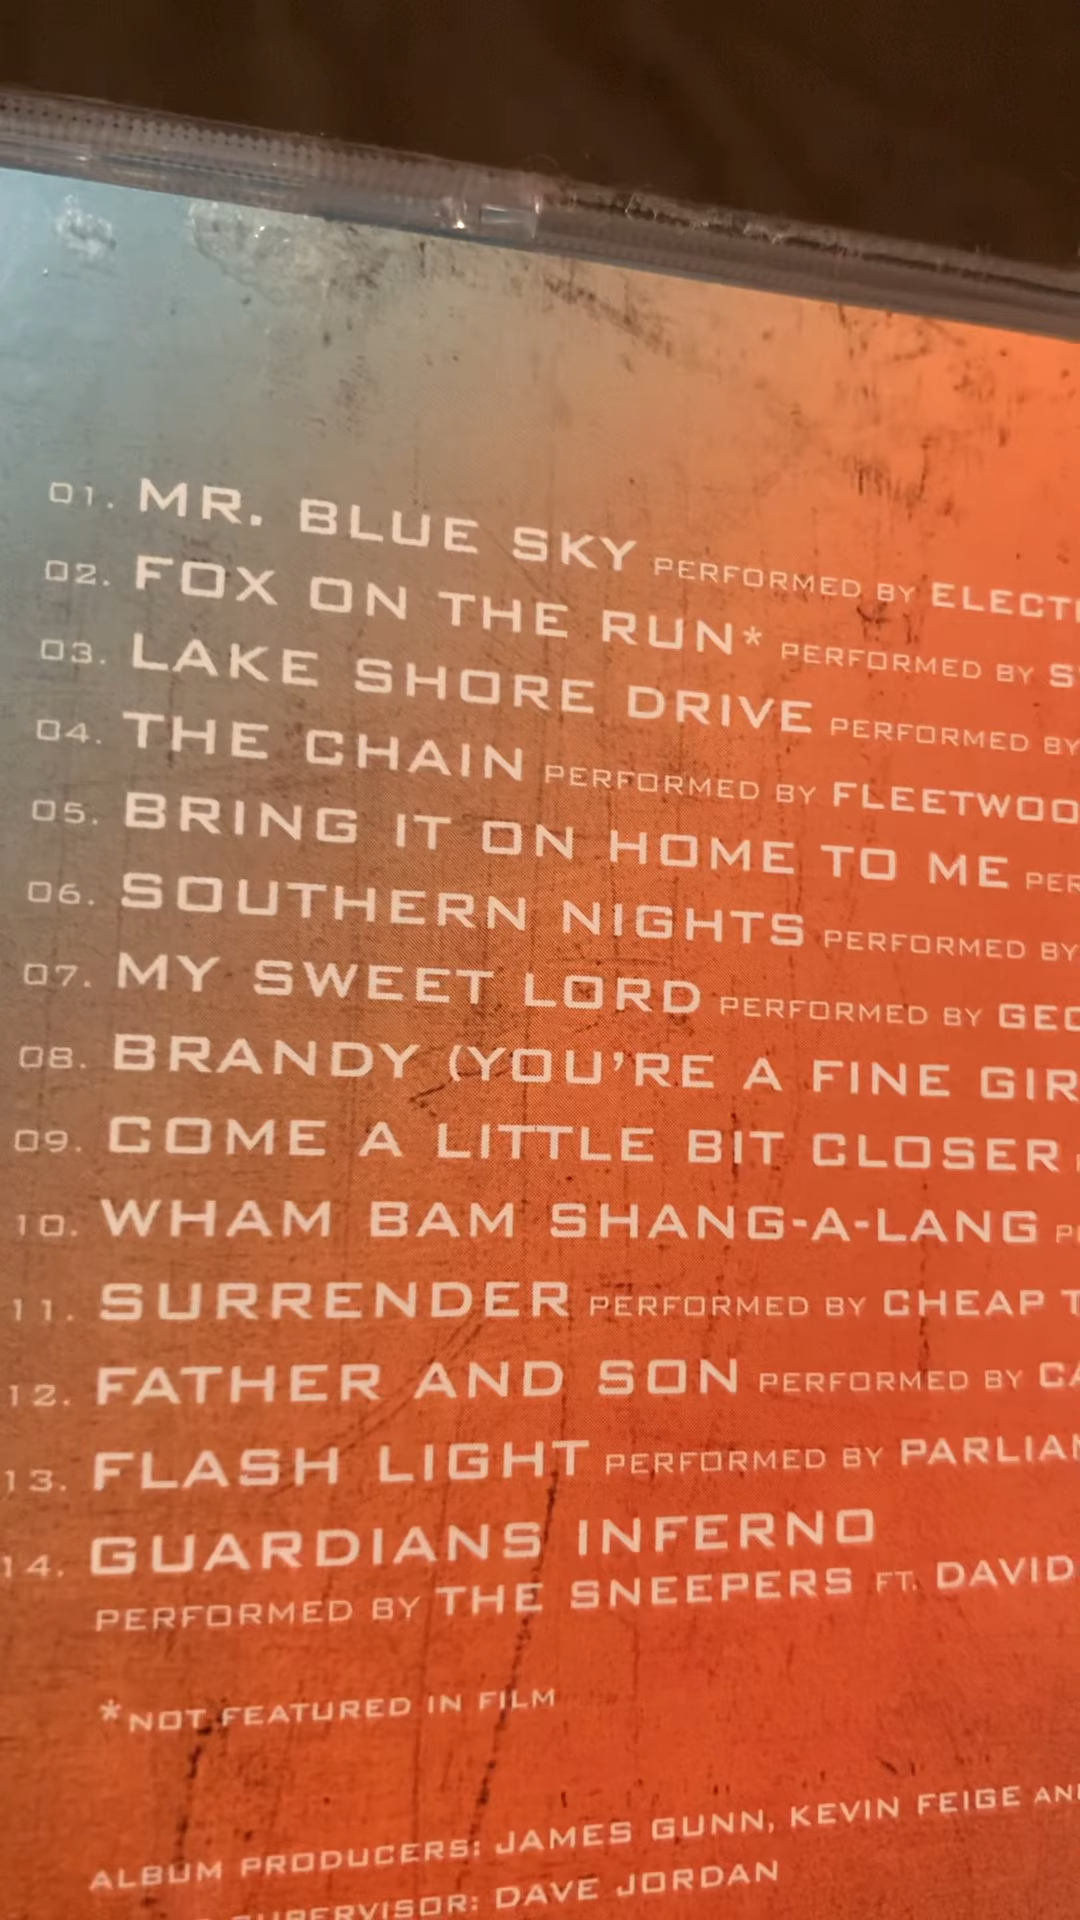 01. MR. BLUE SKY PERFORMED BY
02. FOX ON THE RUN* PERFORMED BY
03. LAKE SHORE DRIVE PERFORMED BY
04. THE CHAIN PERFORMED BY
05. BRING IT ON HOME TO ME
06. SOUTHERN NIGHTS PERFORMED BY
07. MY SWEET LORD PERFORMED BY
08. BRANDY (YOU'RE A FINE
09. COME A LITTLE BIT CLOSER
10. WHAM BAM SHANG-A-LANG
11. SURRENDER PERFORMED BY CHEAP
12. FATHER AND SON PERFORMED BY
13. FLASH LIGHT PERFORMED BY
14. GUARDIANS INFERNO
PERFORMED BY THE SNEEPERS FT. DAVID
*NOT FEATURED IN FILM
ALBUM PRODUCERS: JAMES GUNN, KEVIN FEIGE AND
SUPERVISOR: DAVE JORDAN